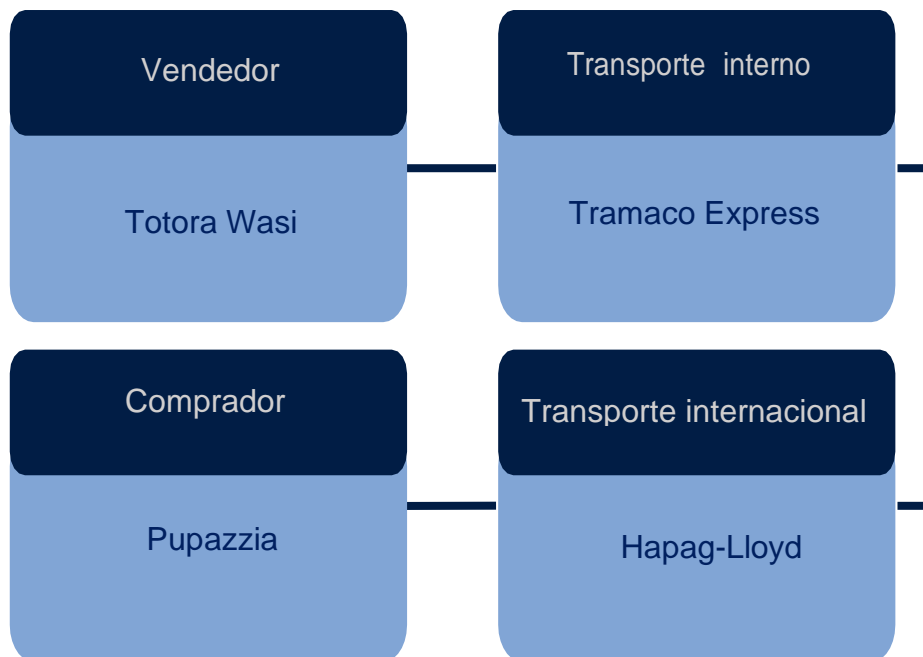 Vendedor
Totora Wasi
Transporte interno
Tramaco Express
Comprador
Pupazzia
Transporte internacional
Hapag-Lloyd